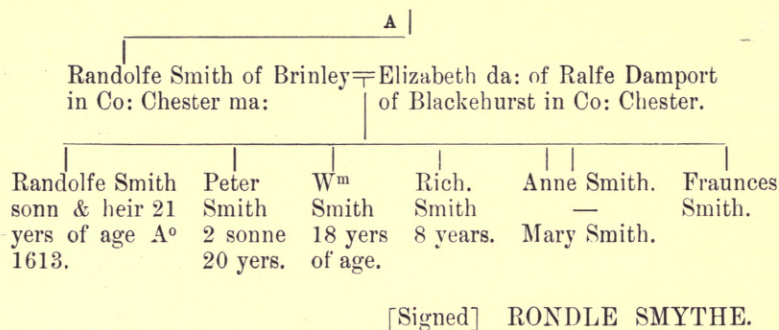 A
Randolfe Smith of Brinley=Elizabeth da: of Ralfe Damport
in Co: Chester ma: of Blackehurst in Co: Chester.
Randolfe Smith
sonn & heir 21
yers of age Aº
1613.
Peter
Smith
2 sonne
20 yers.
Wᵐ
Smith
18 yers
of age.
Rich.
Smith
8 years.
Anne Smith.
—
Mary Smith.
Fraunces
Smith.
[Signed] RONDLE SMYTHE.